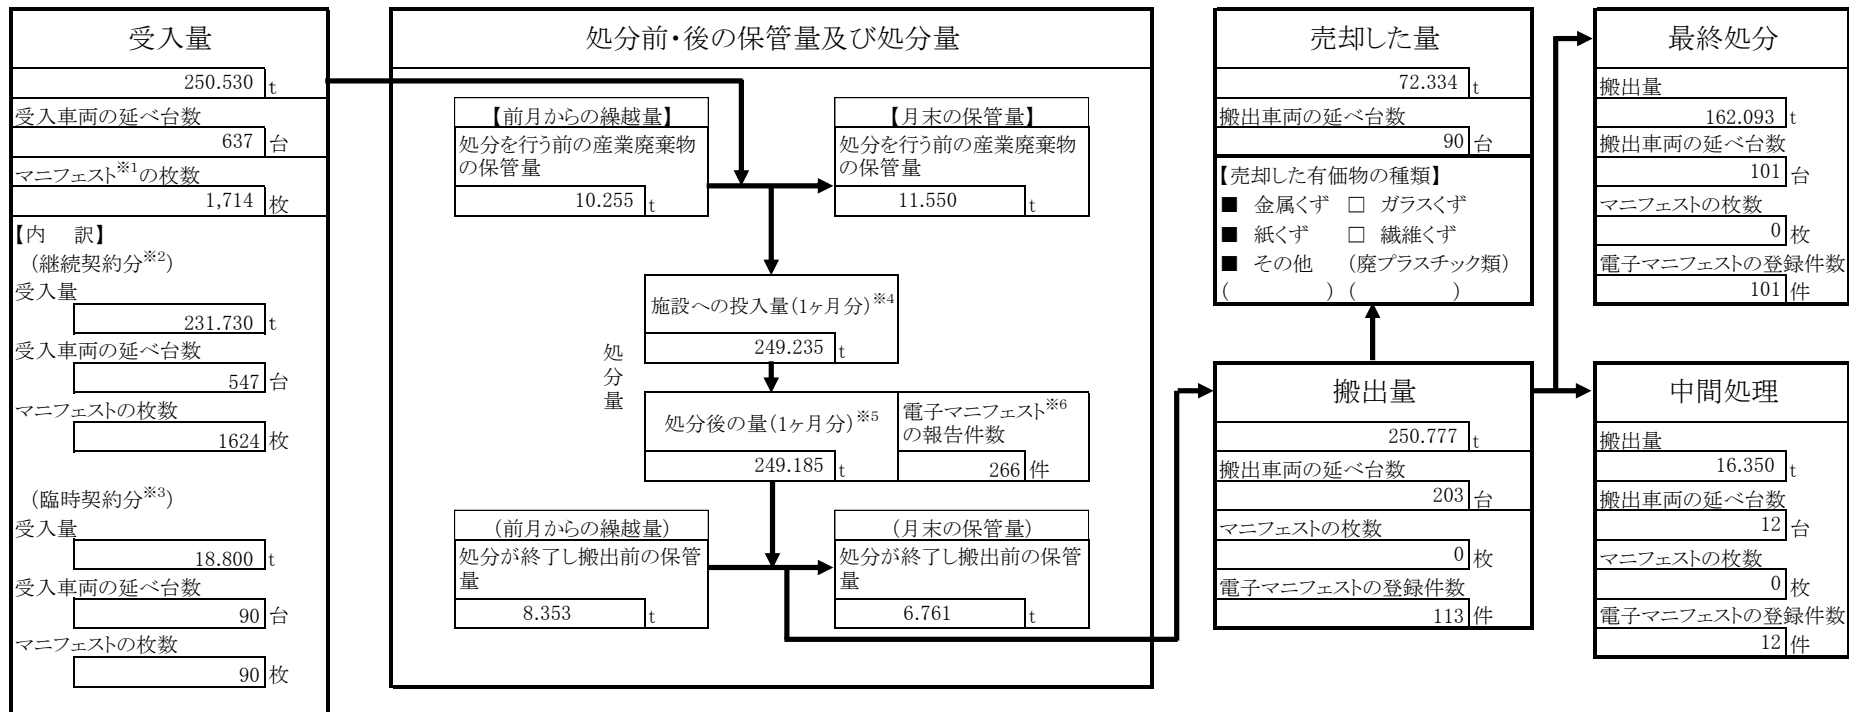 受入量
250.530 t
受入車両の延べ台数
637 台
マニフェスト※1の枚数
1,714 枚
【内　訳】
（継続契約分※2）
受入量
231.730 t
受入車両の延べ台数
547 台
マニフェストの枚数
1624 枚
（臨時契約分※3）
受入量
18.800 t
受入車両の延べ台数
90 台
マニフェストの枚数
90 枚
処分前・後の保管量及び処分量
【前月からの繰越量】
処分を行う前の産業廃棄物
の保管量
10.255 t
【月末の保管量】
処分を行う前の産業廃棄物
の保管量
11.550 t
処分量
施設への投入量（1ヶ月分）※4
249.235 t
処分後の量（1ヶ月分）※5
249.185 t
電子マニフェスト※6
の報告件数
266 件
（前月からの繰越量）
処分が終了し搬出前の保管
量
8.353 t
（月末の保管量）
処分が終了し搬出前の保管
量
6.761 t
売却した量
72.334 t
搬出車両の延べ台数
90 台
【売却した有価物の種類】
■ 金属くず □ ガラスくず
■ 紙くず □ 繊維くず
■ その他 （廃プラスチック類）
（　　　　　）（　　　　　）
搬出量
250.777 t
搬出車両の延べ台数
203 台
マニフェストの枚数
0 枚
電子マニフェストの登録件数
113 件
最終処分
搬出量
162.093 t
搬出車両の延べ台数
101 台
マニフェストの枚数
0 枚
電子マニフェストの登録件数
101 件
中間処理
搬出量
16.350 t
搬出車両の延べ台数
12 台
マニフェストの枚数
0 枚
電子マニフェストの登録件数
12 件